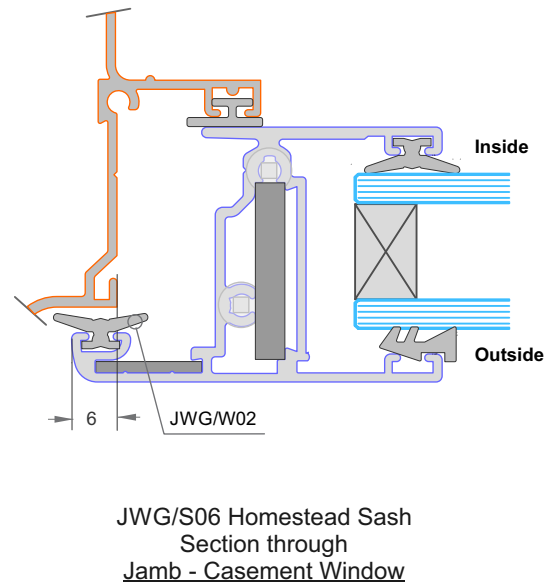 Inside
Outside
6
JWG/W02
JWG/S06 Homestead Sash
Section through
Jamb - Casement Window